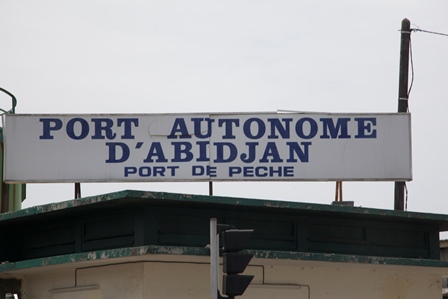 PORT AUTONOME
D'ABIDJAN
PORT DE PECHE